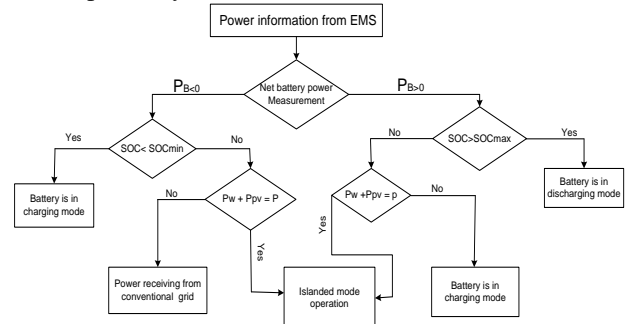 Power information from EMS
PB<0
Net battery power
Measurement
PB>0
Yes
SOC< SOCmin
No
No
SOC>SOCmax
Yes
Battery is in
charging mode
No
Pw + Ppv = P
Yes
Yes
Pw +Ppv = p
No
Battery is in
discharging mode
Power receiving from
conventional grid
Islanded mode
operation
Battery is in
charging mode